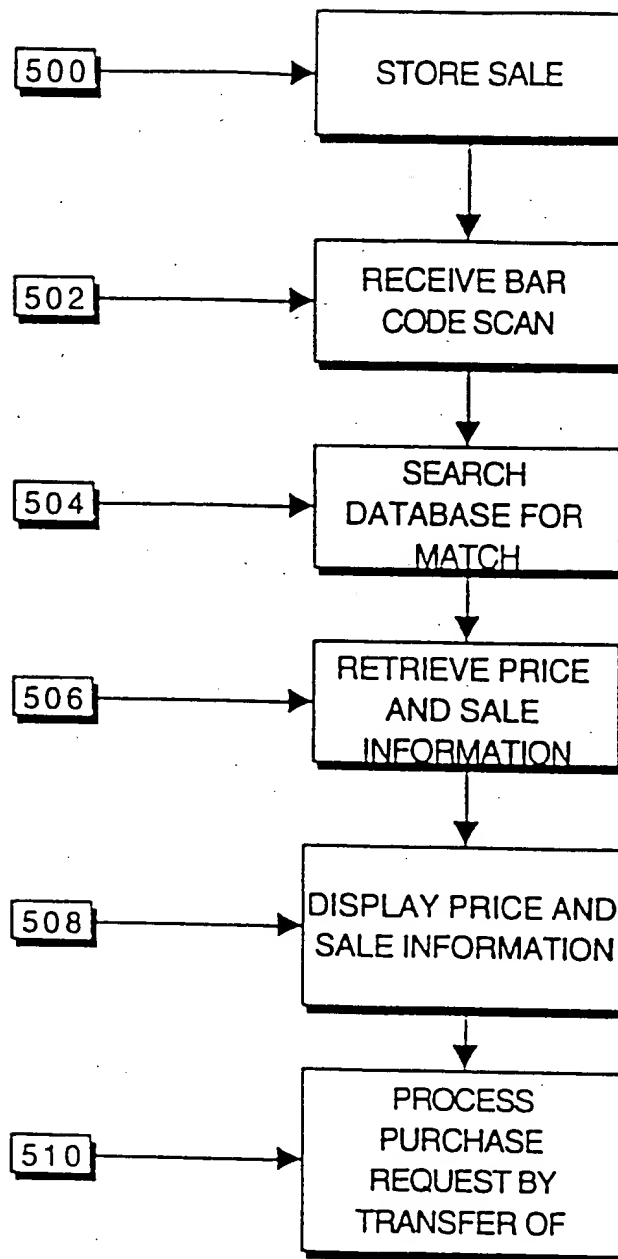 500
STORE SALE
502
RECEIVE BAR
CODE SCAN
504
SEARCH
DATABASE FOR
MATCH
506
RETRIEVE PRICE
AND SALE
INFORMATION
508
DISPLAY PRICE AND
SALE INFORMATION
510
PROCESS
PURCHASE
REQUEST BY
TRANSFER OF